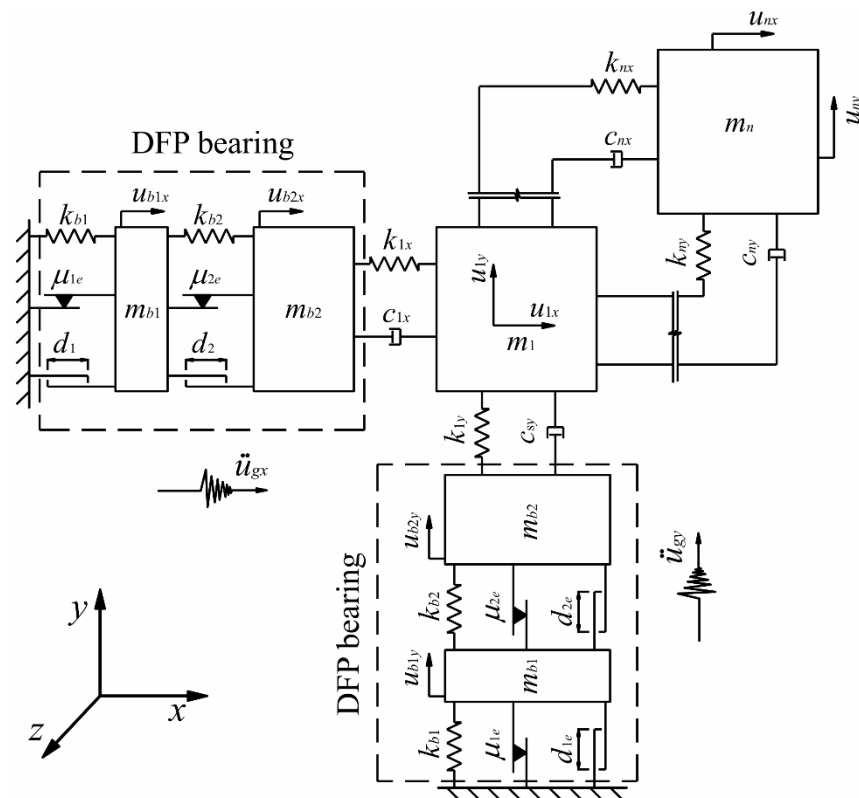 u_nx
k_nx
u_ny
m_n
c_nx
DFP bearing
u_b1x
u_b2x
k_b1
k_b2
k_1x
k_ny
c_ny
u_1y
μ_1e
μ_2e
u_1x
m_b1
m_b2
c_1x
m_1
d_1
d_2
k_1y
c_sy
ü_gx
DFP bearing
u_b2y
m_b2
ü_gy
k_b2
μ_2e
d_2e
y
u_b1y
m_b1
x
z
k_b1
μ_1e
d_1e